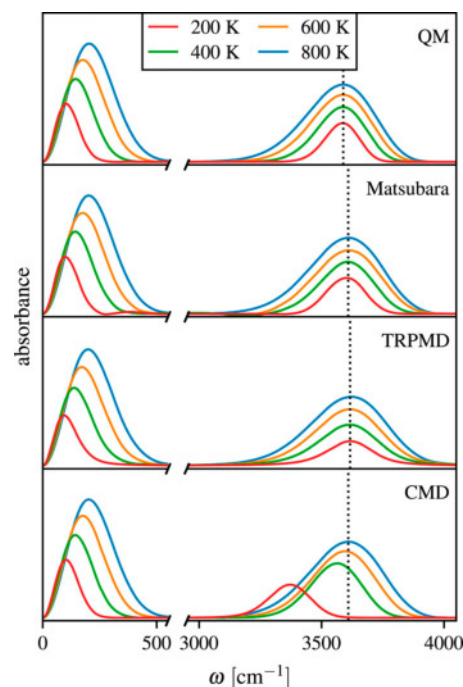 200 K 600 K
400 K 800 K
QM
Matsubara
TRPMD
CMD
absorbance
0 500 3000 3500 4000
ω [cm⁻¹]